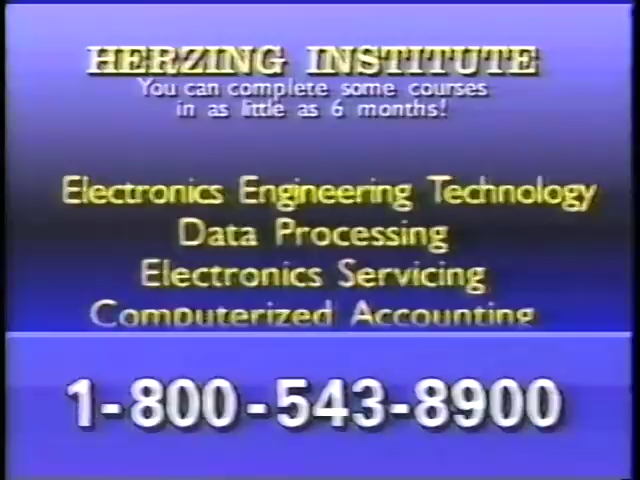 HERZING INSTITUTE
You can complete some courses
in as little as 6 months!
Electronics Engineering Technology
Data Processing
Electronics Servicing
Computerized Accounting
1-800-543-8900